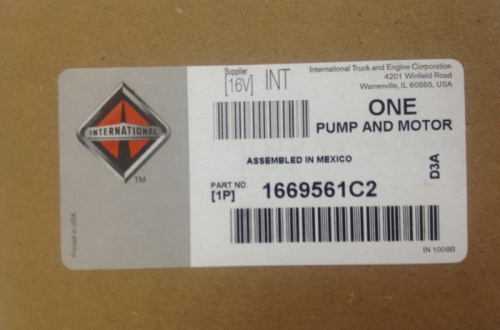 Supplier
[16V] INT
International Truck and Engine Corporation
4201 Winfield Road
Warrenville, IL 60555, USA
ONE
PUMP AND MOTOR
INTERNATIONAL
TM
ASSEMBLED IN MEXICO
D3A
PART NO.
[1P] 1669561C2
IN 1009B
Printed in USA